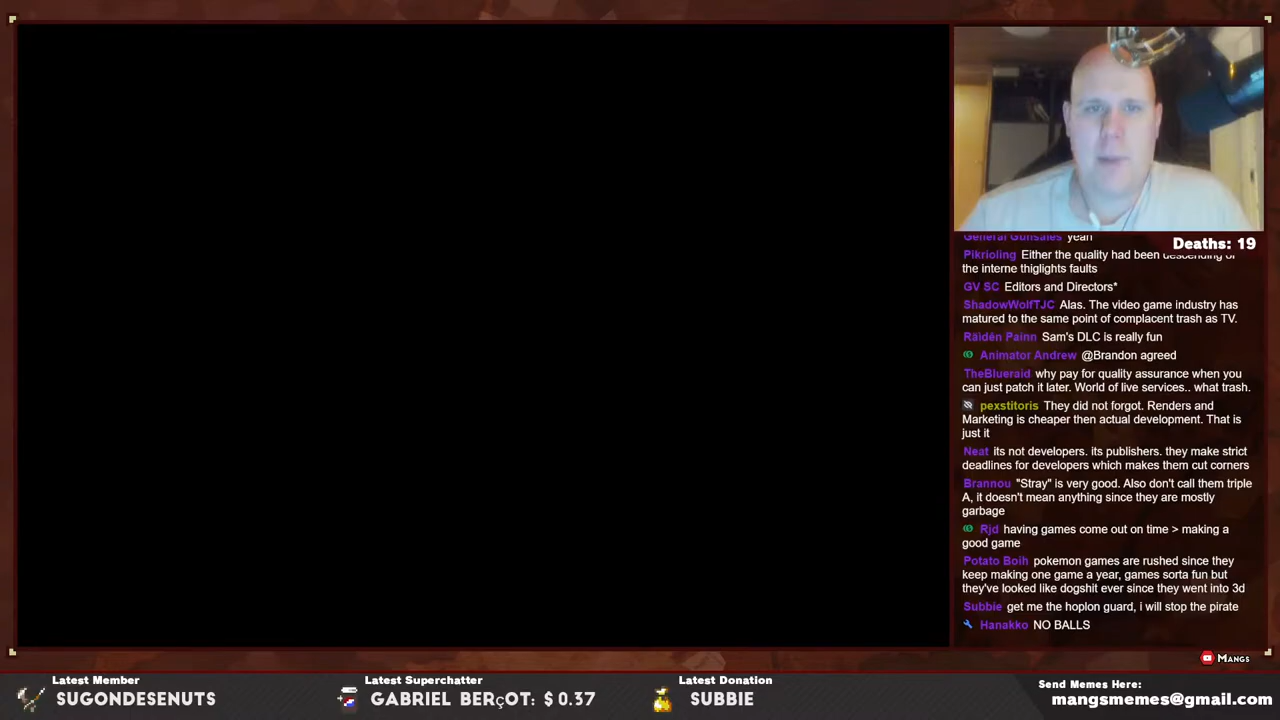 General Gunsales yeah
Deaths: 19
Pikrioling Either the quality had been descending or
the interne thiglights faults
GV SC Editors and Directors*
ShadowWolfTJC Alas. The video game industry has
matured to the same point of complacent trash as TV.
Räidên Painn Sam's DLC is really fun
Animator Andrew @Brandon agreed
TheBlueraid why pay for quality assurance when you
can just patch it later. World of live services.. what trash.
pexstitoris They did not forgot. Renders and
Marketing is cheaper then actual development. That is
just it
Neat its not developers. its publishers. they make strict
deadlines for developers which makes them cut corners
Brannou "Stray" is very good. Also don't call them triple
A, it doesn't mean anything since they are mostly
garbage
Rjd having games come out on time > making a
good game
Potato Boih pokemon games are rushed since they
keep making one game a year, games sorta fun but
they've looked like dogshit ever since they went into 3d
Subbie get me the hoplon guard, i will stop the pirate
Hanakko NO BALLS
Mangs
Latest Member
SUGONDESENUTS
Latest Superchatter
GABRIEL BERÇOT: $ 0.37
Latest Donation
SUBBIE
Send Memes Here:
mangsmemes@gmail.com